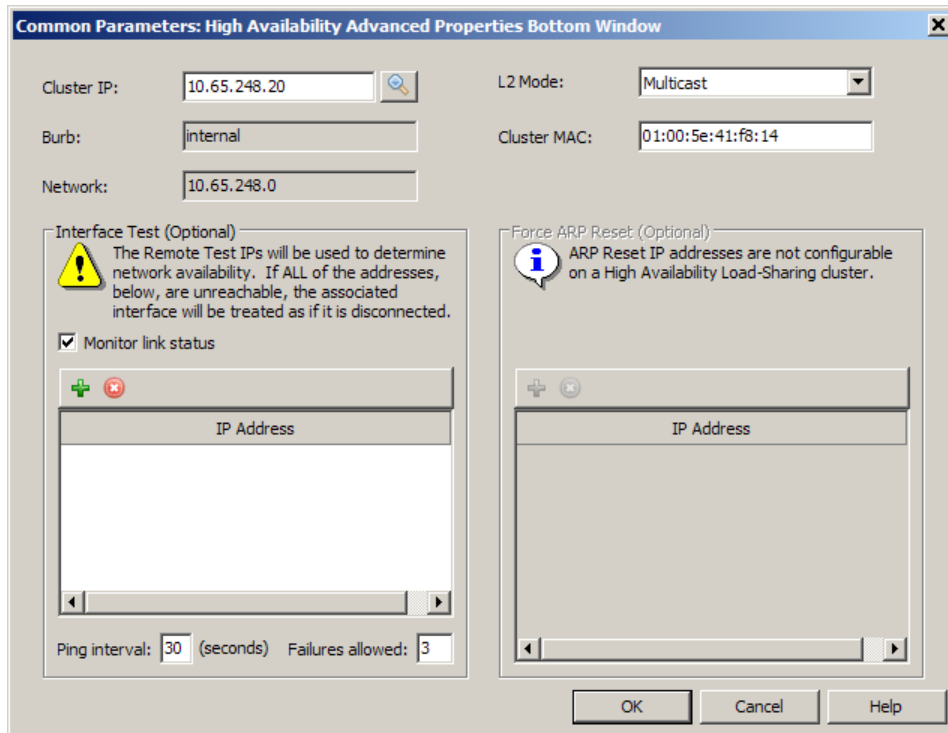 Common Parameters: High Availability Advanced Properties Bottom Window
Cluster IP: 10.65.248.20
L2 Mode: Multicast
Burb: internal
Cluster MAC: 01:00:5e:41:f8:14
Network: 10.65.248.0
Interface Test (Optional)
The Remote Test IPs will be used to determine
network availability. If ALL of the addresses,
below, are unreachable, the associated
interface will be treated as if it is disconnected.
Monitor link status
IP Address
Ping interval: 30 (seconds) Failures allowed: 3
Force ARP Reset (Optional)
ARP Reset IP addresses are not configurable
on a High Availability Load-Sharing cluster.
IP Address
OK Cancel Help